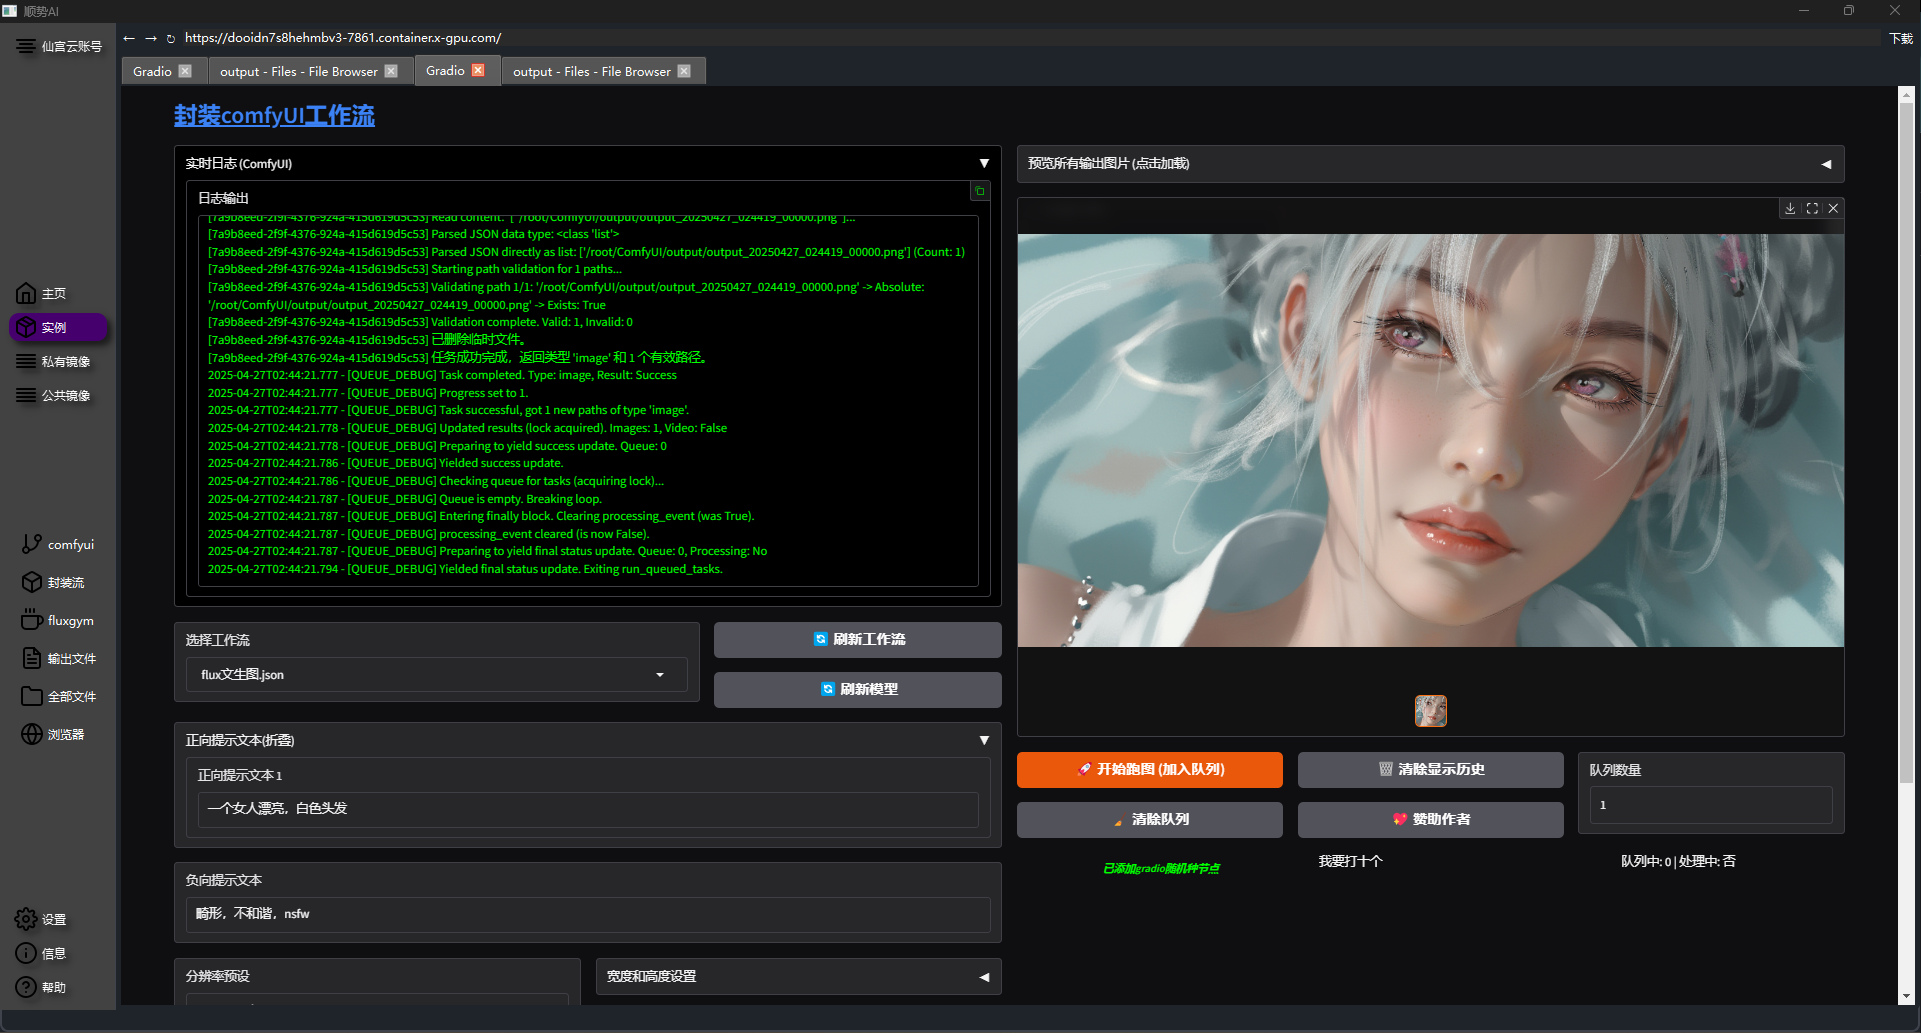 顺势AI
仙宫云账号
← → ↻ https://dooidn7s8hehmbv3-7861.container.x-gpu.com/
下载
Gradio
output - Files - File Browser
Gradio
output - Files - File Browser
主页
实例
私有镜像
公共镜像
comfyui
封装流
fluxgym
输出文件
全部文件
浏览器
设置
信息
帮助
封装comfyUI工作流
实时日志 (ComfyUI)
日志输出
[7a9b8eed-2f9f-4376-924a-415d619d5c53] Read content: '["/root/ComfyUI/output/output_20250427_024419_00000.png"]'...
[7a9b8eed-2f9f-4376-924a-415d619d5c53] Parsed JSON data type: <class 'list'>
[7a9b8eed-2f9f-4376-924a-415d619d5c53] Parsed JSON directly as list: ['/root/ComfyUI/output/output_20250427_024419_00000.png'] (Count: 1)
[7a9b8eed-2f9f-4376-924a-415d619d5c53] Starting path validation for 1 paths...
[7a9b8eed-2f9f-4376-924a-415d619d5c53] Validating path 1/1: '/root/ComfyUI/output/output_20250427_024419_00000.png' -> Absolute:
'/root/ComfyUI/output/output_20250427_024419_00000.png' -> Exists: True
[7a9b8eed-2f9f-4376-924a-415d619d5c53] Validation complete. Valid: 1, Invalid: 0
[7a9b8eed-2f9f-4376-924a-415d619d5c53] 已删除临时文件。
[7a9b8eed-2f9f-4376-924a-415d619d5c53] 任务成功完成，返回类型 'image' 和 1 个有效路径。
2025-04-27T02:44:21.777 - [QUEUE_DEBUG] Task completed. Type: image, Result: Success
2025-04-27T02:44:21.777 - [QUEUE_DEBUG] Progress set to 1.
2025-04-27T02:44:21.777 - [QUEUE_DEBUG] Task successful, got 1 new paths of type 'image'.
2025-04-27T02:44:21.778 - [QUEUE_DEBUG] Updated results (lock acquired). Images: 1, Video: False
2025-04-27T02:44:21.778 - [QUEUE_DEBUG] Preparing to yield success update. Queue: 0
2025-04-27T02:44:21.786 - [QUEUE_DEBUG] Yielded success update.
2025-04-27T02:44:21.786 - [QUEUE_DEBUG] Checking queue for tasks (acquiring lock)...
2025-04-27T02:44:21.787 - [QUEUE_DEBUG] Queue is empty. Breaking loop.
2025-04-27T02:44:21.787 - [QUEUE_DEBUG] Entering finally block. Clearing processing_event (was True).
2025-04-27T02:44:21.787 - [QUEUE_DEBUG] processing_event cleared (is now False).
2025-04-27T02:44:21.787 - [QUEUE_DEBUG] Preparing to yield final status update. Queue: 0, Processing: No
2025-04-27T02:44:21.794 - [QUEUE_DEBUG] Yielded final status update. Exiting run_queued_tasks.
选择工作流
flux文生图.json
刷新工作流
刷新模型
正向提示文本(折叠)
正向提示文本 1
一个女人漂亮，白色头发
负向提示文本
畸形，不和谐，nsfw
分辨率预设
宽度和高度设置
预览所有输出图片 (点击加载)
开始跑图 (加入队列)
清除显示历史
队列数量
1
清除队列
赞助作者
已添加gradio随机种节点
我要打十个
队列中: 0 | 处理中: 否